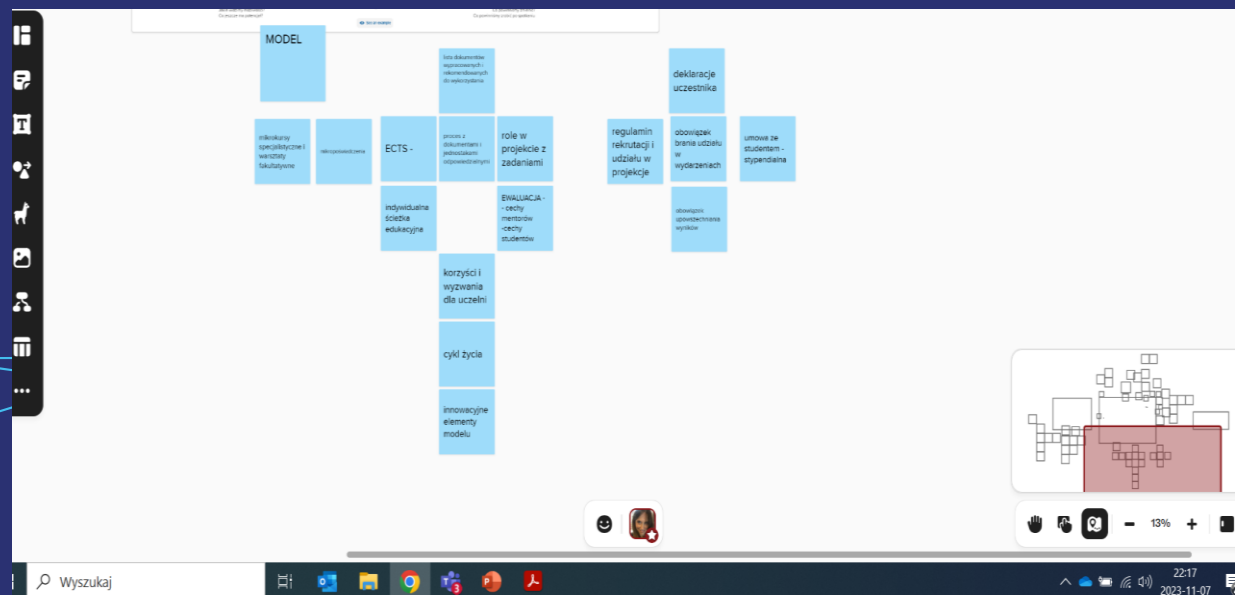 MODEL
lista dokumentów
wypracowanych i
rekomendowanych
do wykorzystania
deklaracje
uczestnika
mikrokursy
specjalistyczne i
warsztaty
fakultatywne
mikropoświadczenia
ECTS -
proces z
dokumentami i
jednostkami
odpowiedzialnymi
role w
projekcie z
zadaniami
regulamin
rekrutacji i
udziału w
projekcie
obowiązek
brania udziału
w
wydarzeniach
umowa ze
studentem -
stypendialna
indywidualna
ścieżka
edukacyjna
EWALUACJA -
- cechy
mentorów
-cechy
studentów
obowiązek
upowszechniania
wyników
korzyści i
wyzwania
dla uczelni
cykl życia
innowacyjne
elementy
modelu
13%
Wyszukaj
22:17
2023-11-07